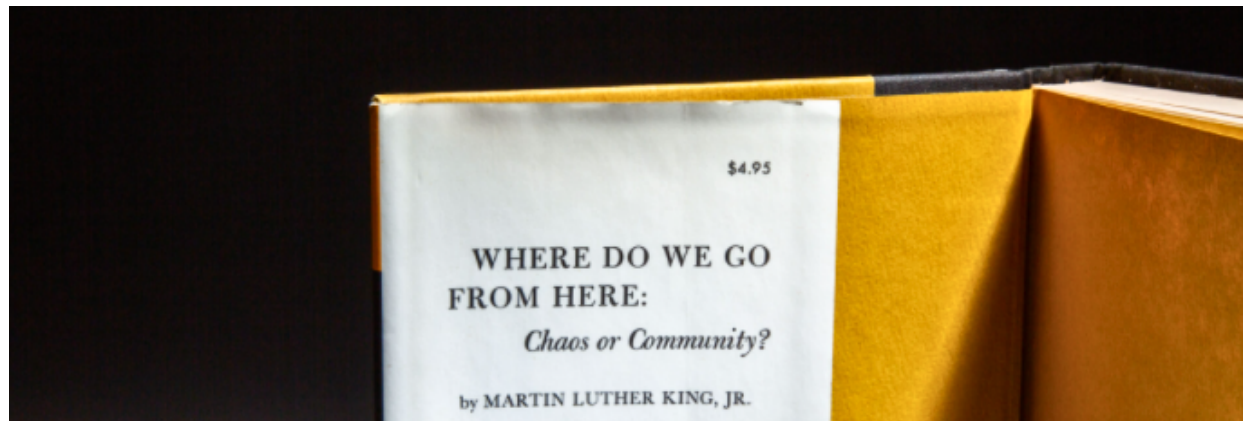 $4.95
WHERE DO WE GO
FROM HERE:
Chaos or Community?
by MARTIN LUTHER KING, JR.